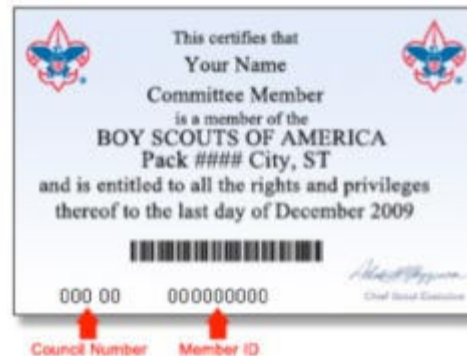 This certifies that
Your Name
Committee Member
is a member of the
BOY SCOUTS OF AMERICA
Pack #### City, ST
and is entitled to all the rights and privileges
thereof to the last day of December 2009
000 00 000000000
Chief Scout Executive
Council Number Member ID